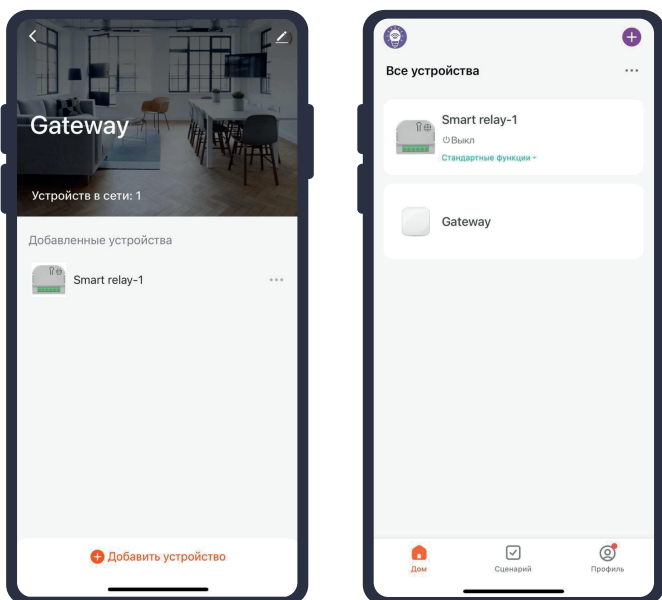 Gateway
Устройств в сети: 1
Добавленные устройства
Smart relay-1
Добавить устройство
Все устройства
Smart relay-1
Выкл
Стандартные функции
Gateway
Дом
Сценарий
Профиль